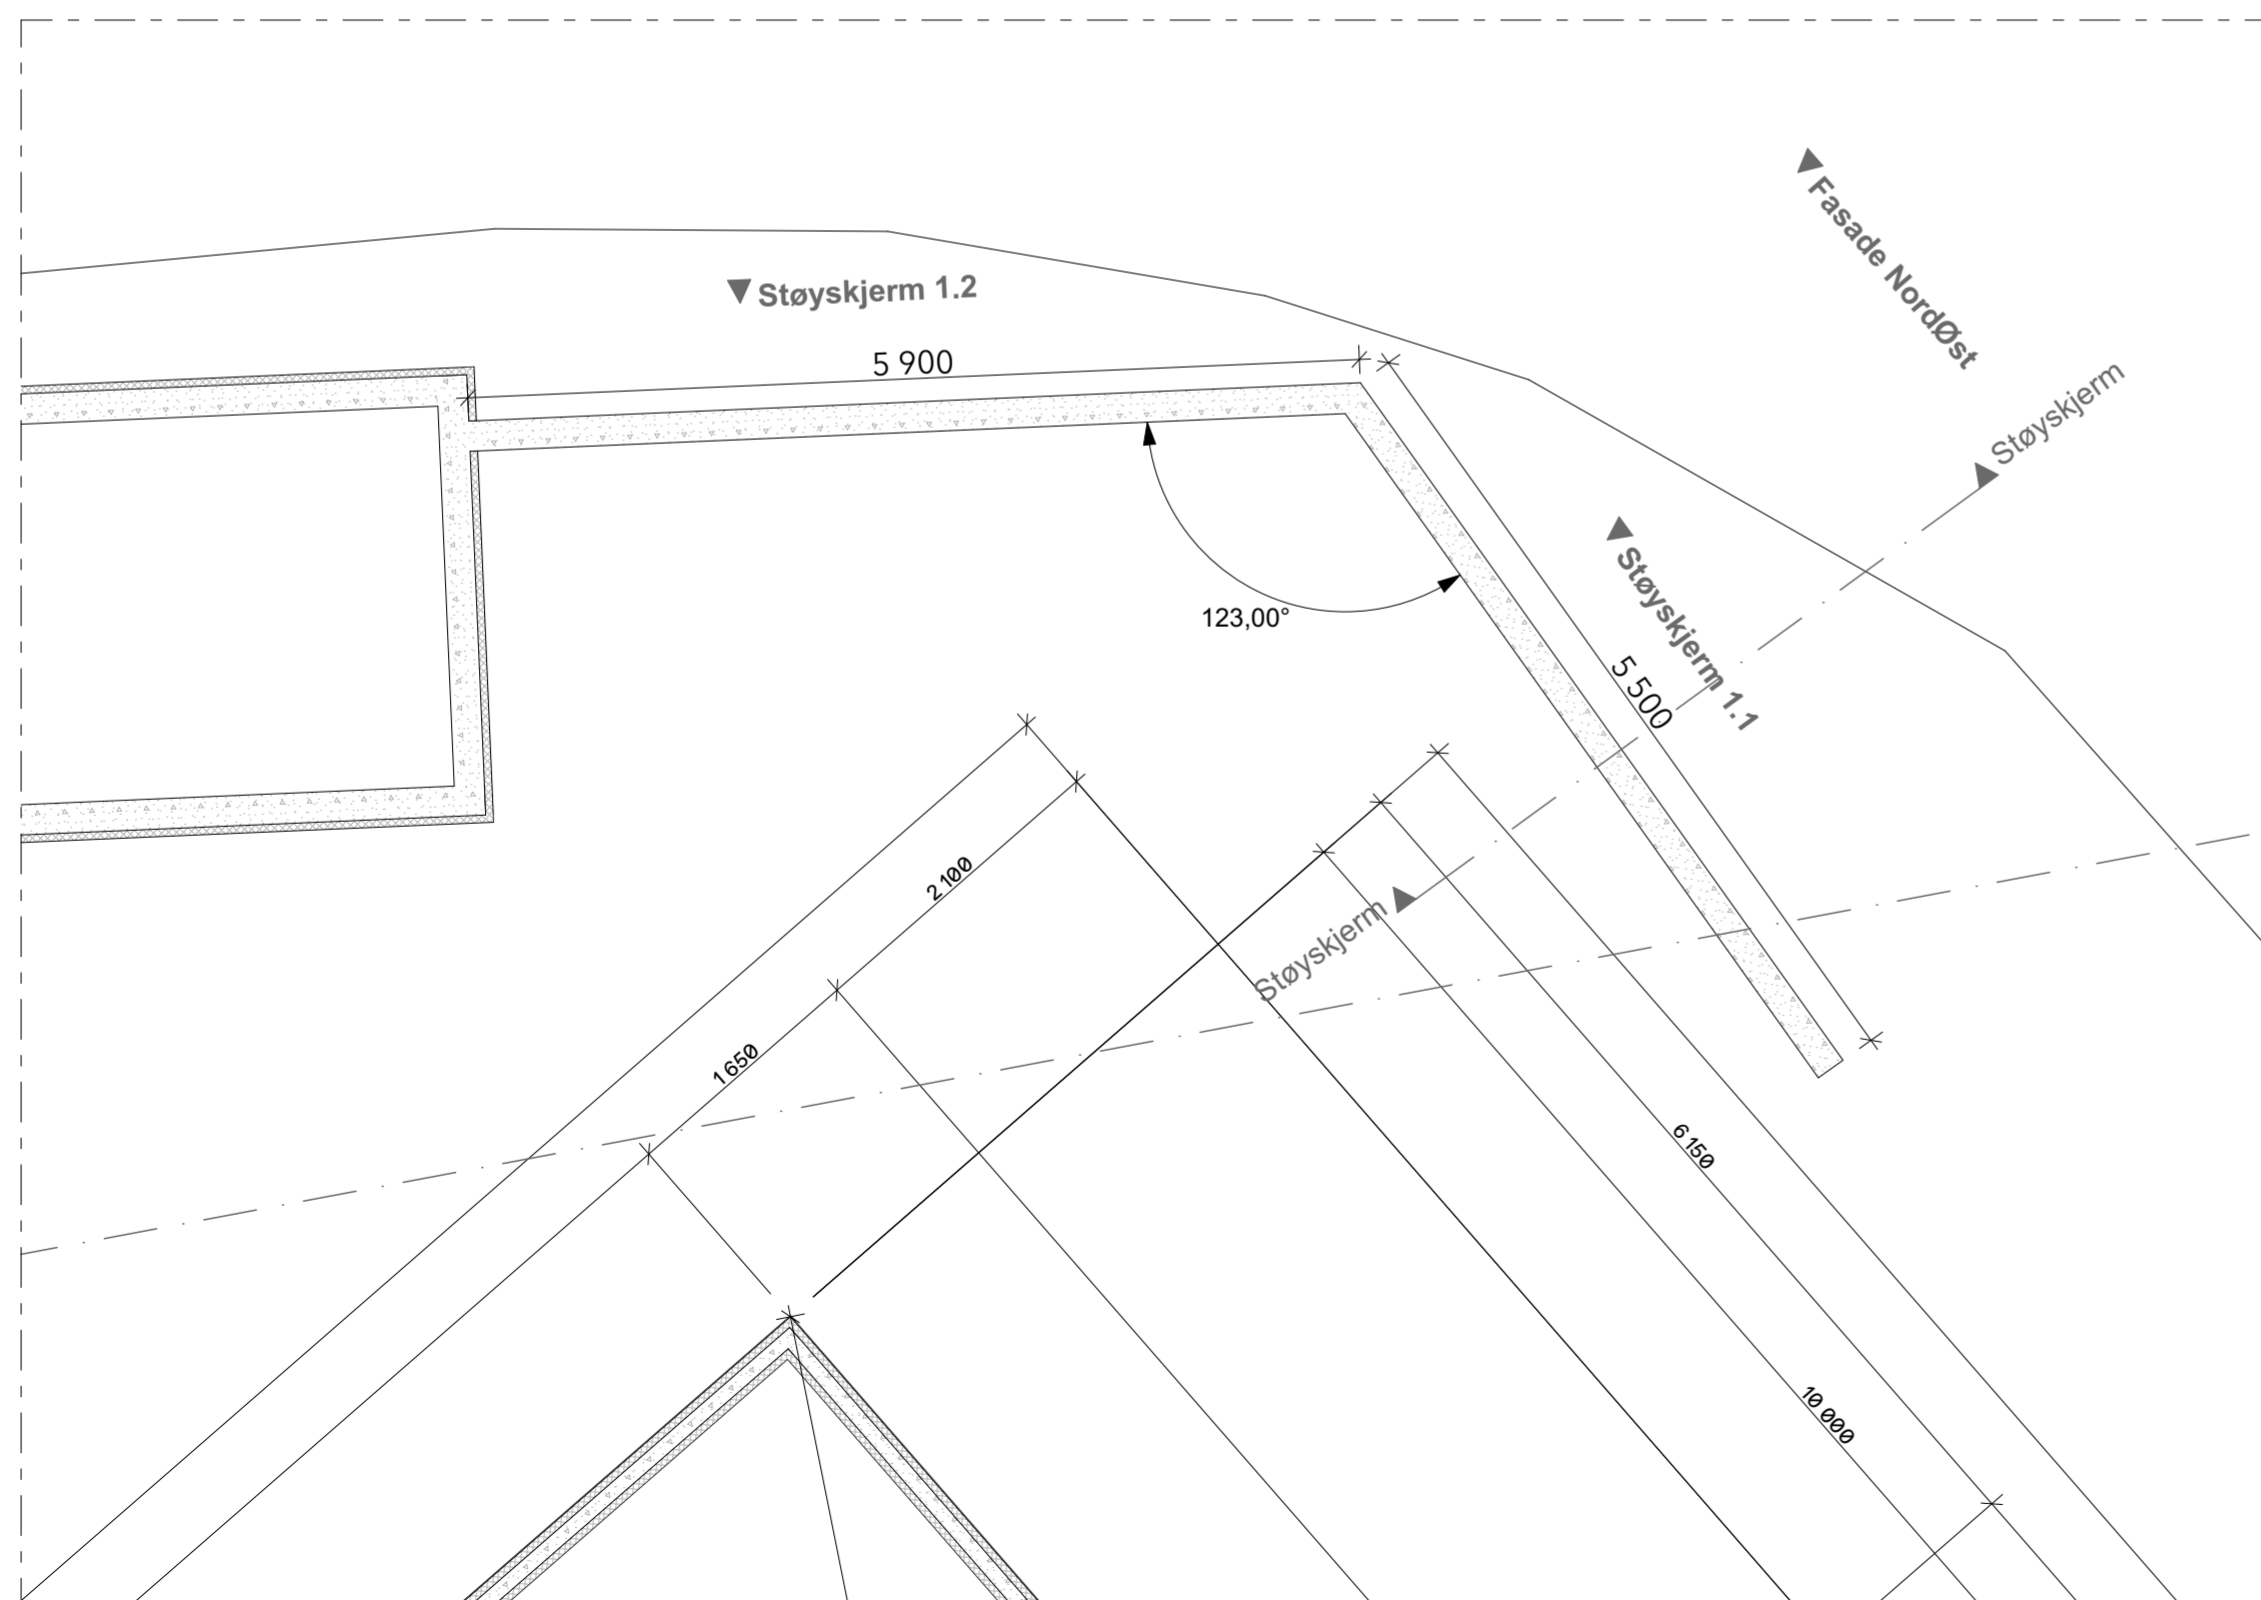 ▼ Fasade NordØst
▼ Støyskjerm 1.2
5 900
Støyskjerm
▼ Støyskjerm 1.1
123,00°
5 500
2 100
Støyskjerm
1 650
6 150
10 000